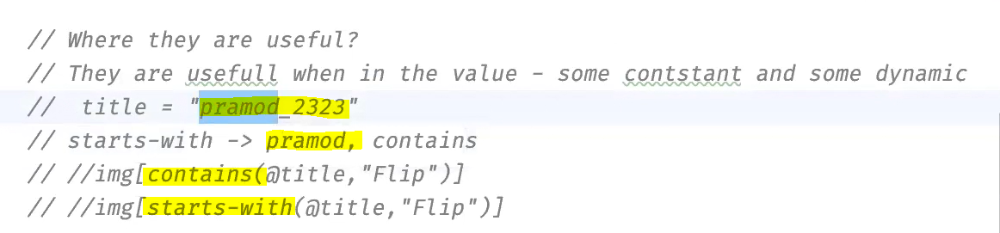 // Where they are useful?
// They are usefull when in the value - some contstant and some dynamic
//  title = "pramod_2323"
// starts-with -> pramod, contains
// //img[contains(@title,"Flip")]
// //img[starts-with(@title,"Flip")]